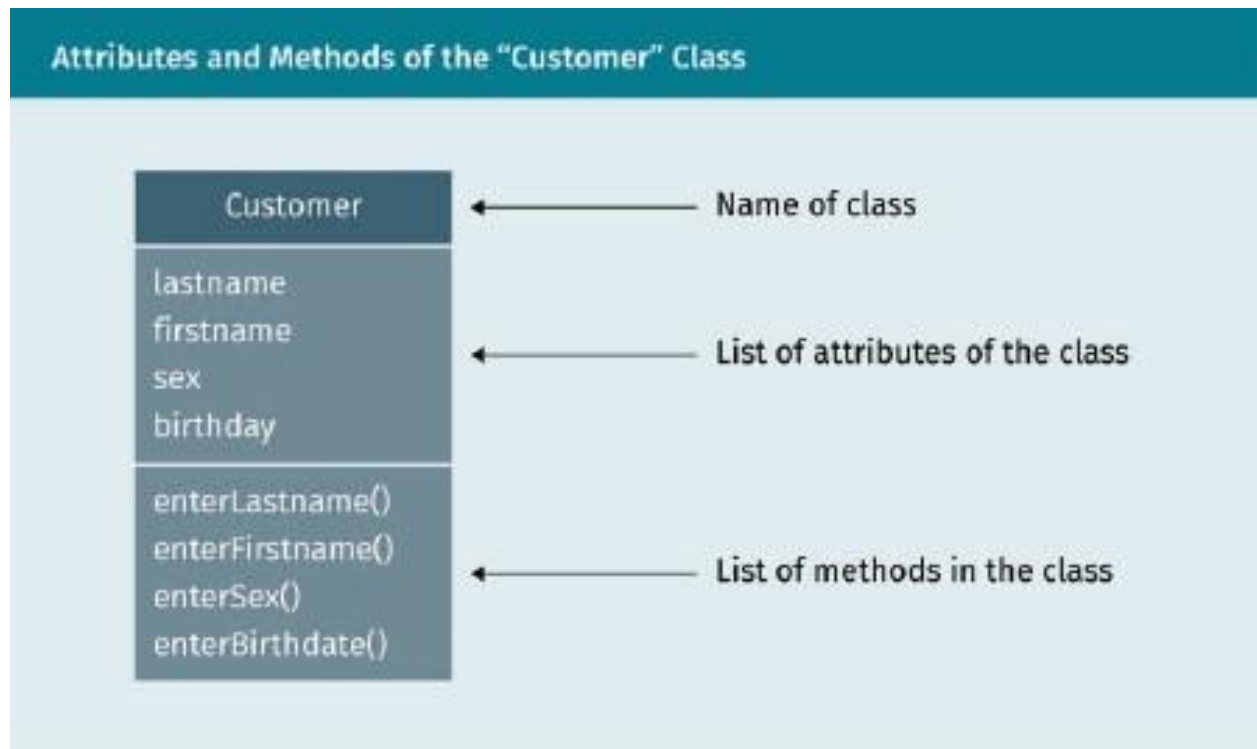 Attributes and Methods of the “Customer” Class
Customer
Name of class
lastname
firstname
sex
birthday
List of attributes of the class
enterLastname()
enterFirstname()
enterSex()
enterBirthdate()
List of methods in the class